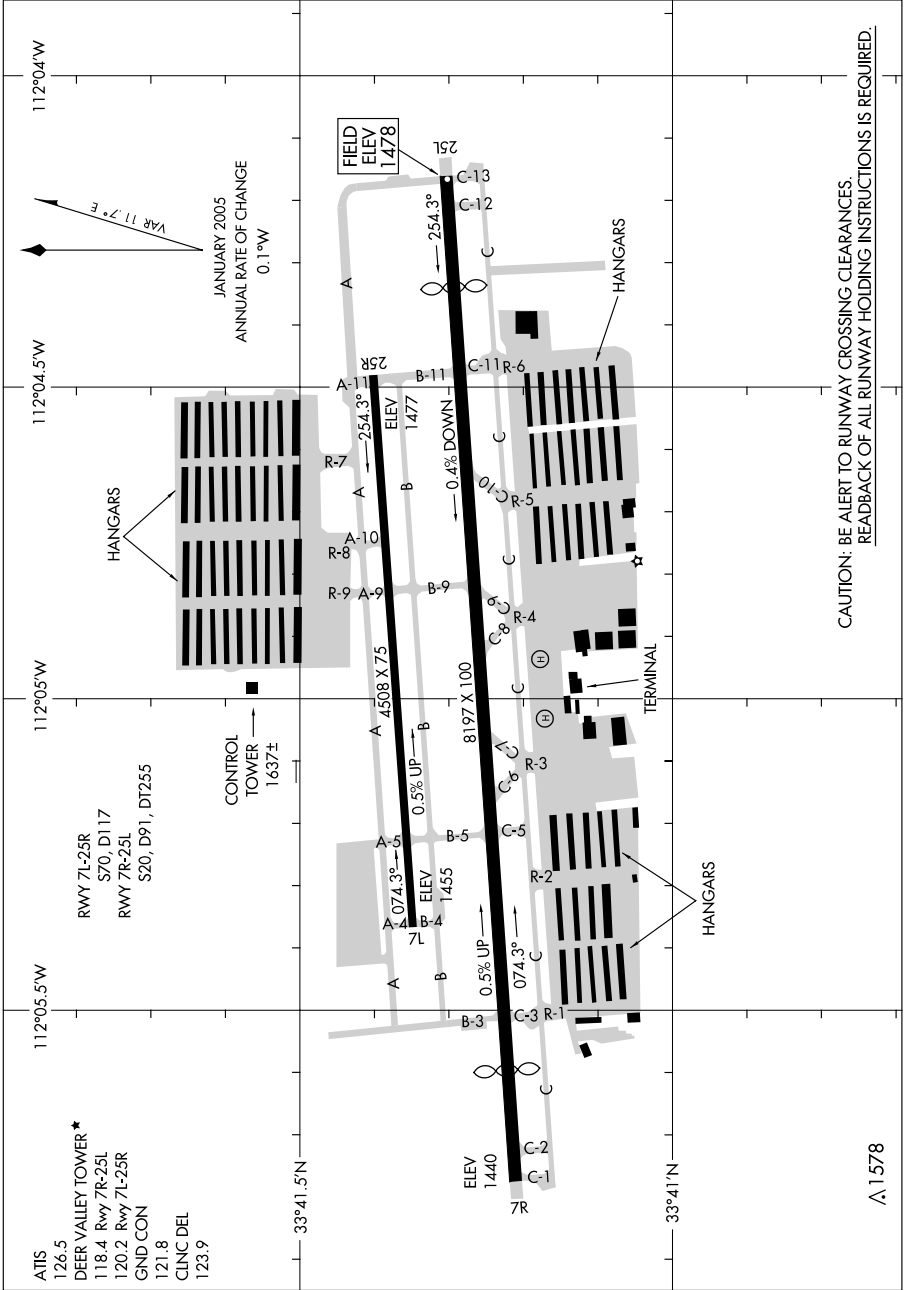 ATIS
126.5
DEER VALLEY TOWER★
118.4 Rwy 7R-25L
120.2 Rwy 7L-25R
GND CON
121.8
CLNC DEL
123.9
RWY 7L-25R
S70, D117
RWY 7R-25L
S20, D91, DT255
JANUARY 2005
ANNUAL RATE OF CHANGE
0.1°W
VAR 11.7° E
112°05.5'W
112°05'W
112°04.5'W
112°04'W
33°41.5'N
33°41'N
CONTROL
TOWER
1637±
HANGARS
FIELD
ELEV
1478
R-9
R-8
R-7
A
A-4
A-5
A
A-9
A-10
A
A-11
A
7L
074.3°
4508 X 75
254.3°
25R
ELEV
1455
0.5% UP
ELEV
1477
B
B-4
B
B
B-3
B-5
B-9
B-11
ELEV
1440
7R
0.5% UP
074.3°
8197 X 100
0.4% DOWN
254.3°
25L
C-1
C-2
C
C-3
C
C-5
C-6
C-7
C
C-8
C-9
C
C-10
C
C-11
C
C-12
C-13
R-1
R-2
R-3
R-4
R-5
R-6
H
H
TERMINAL
HANGARS
HANGARS
CAUTION: BE ALERT TO RUNWAY CROSSING CLEARANCES.
READBACK OF ALL RUNWAY HOLDING INSTRUCTIONS IS REQUIRED.
A1578